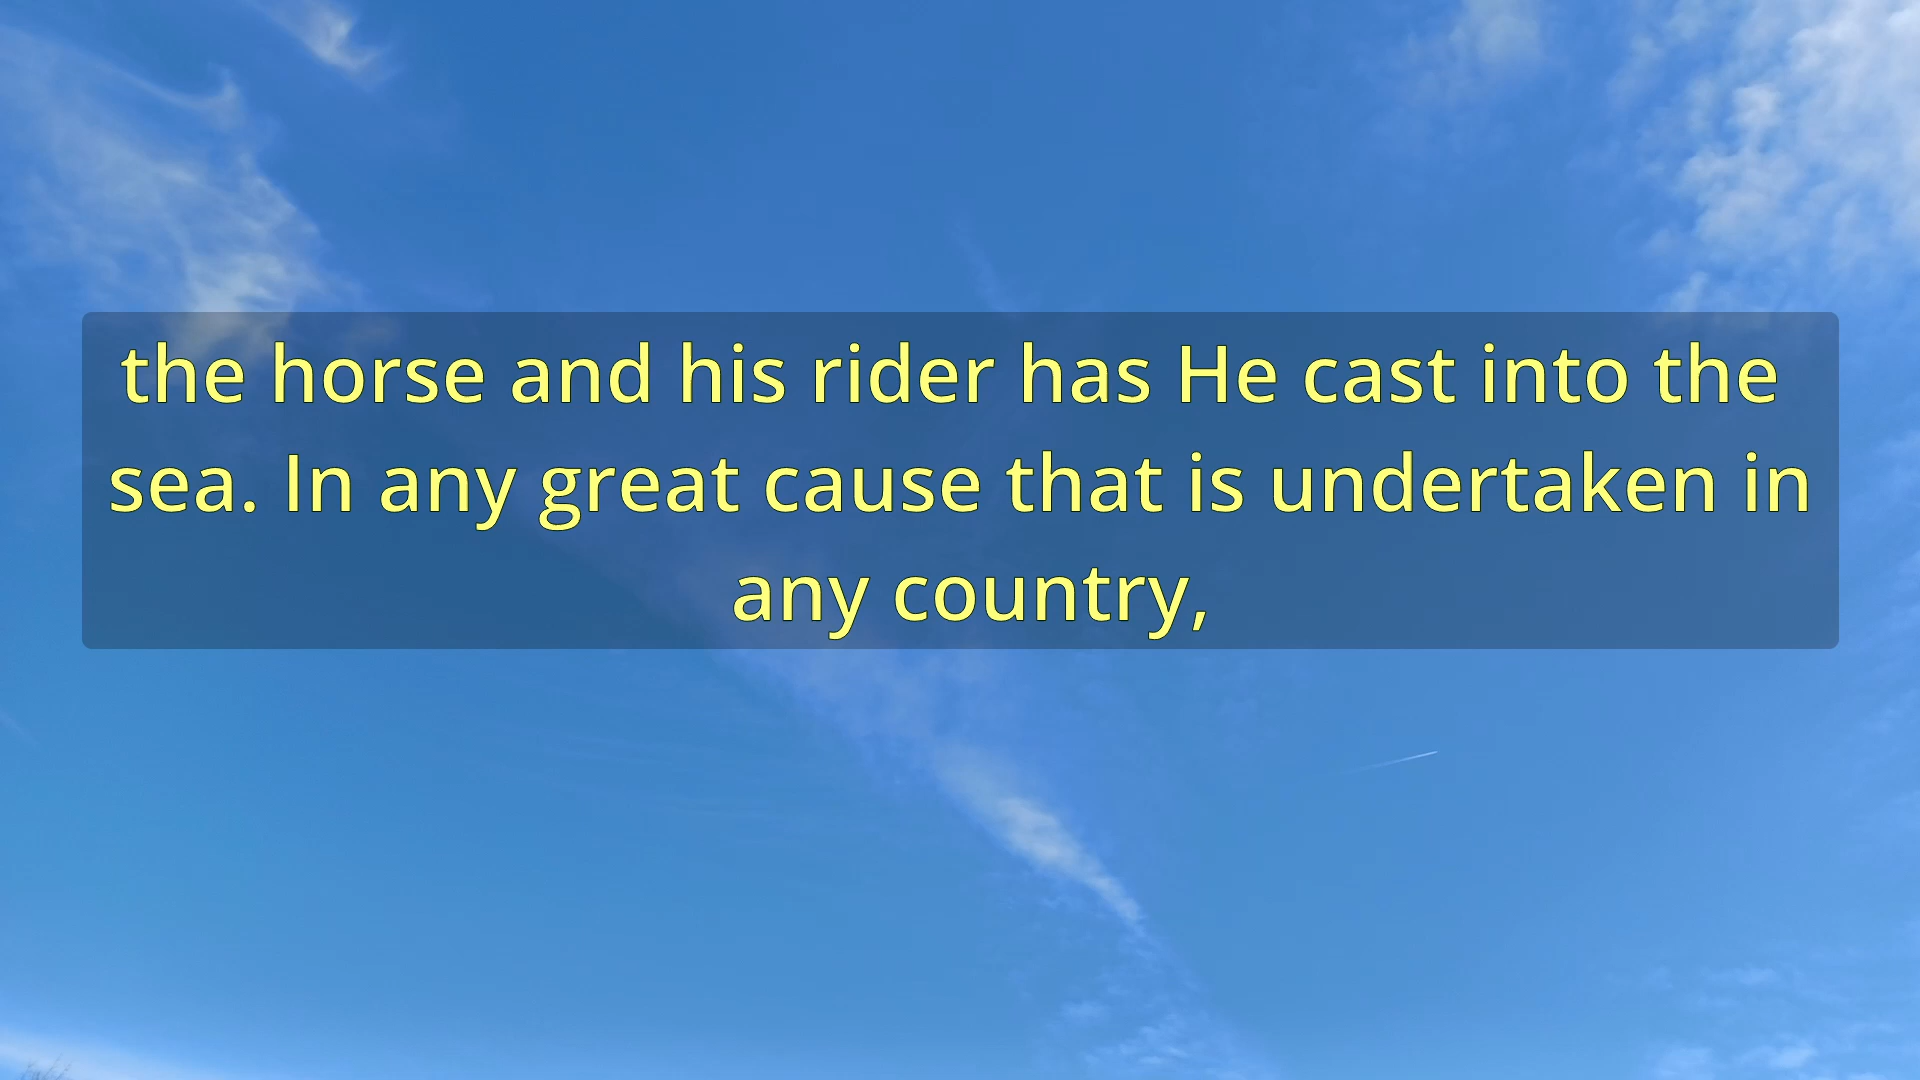 the horse and his rider has He cast into the
sea. In any great cause that is undertaken in
any country,